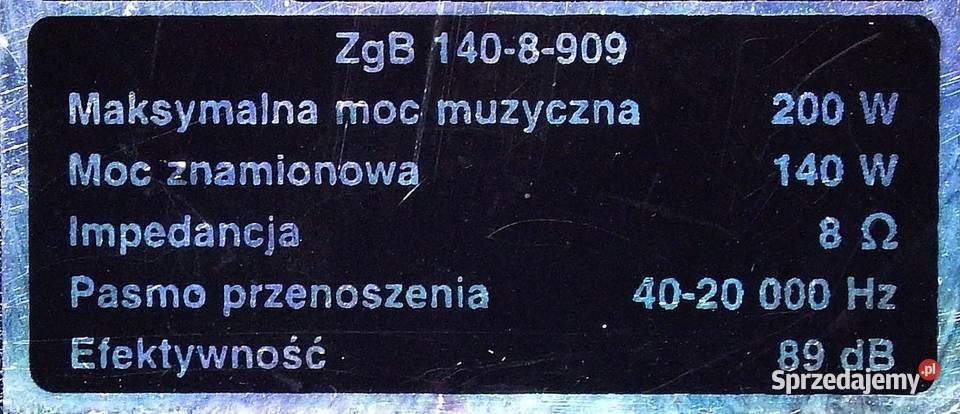 ZgB 140-8-909
Maksymalna moc muzyczna 200 W
Moc znamionowa 140 W
Impedancja 8 Ω
Pasmo przenoszenia 40-20 000 Hz
Efektywność 89 dB
Sprzedajemy.pl